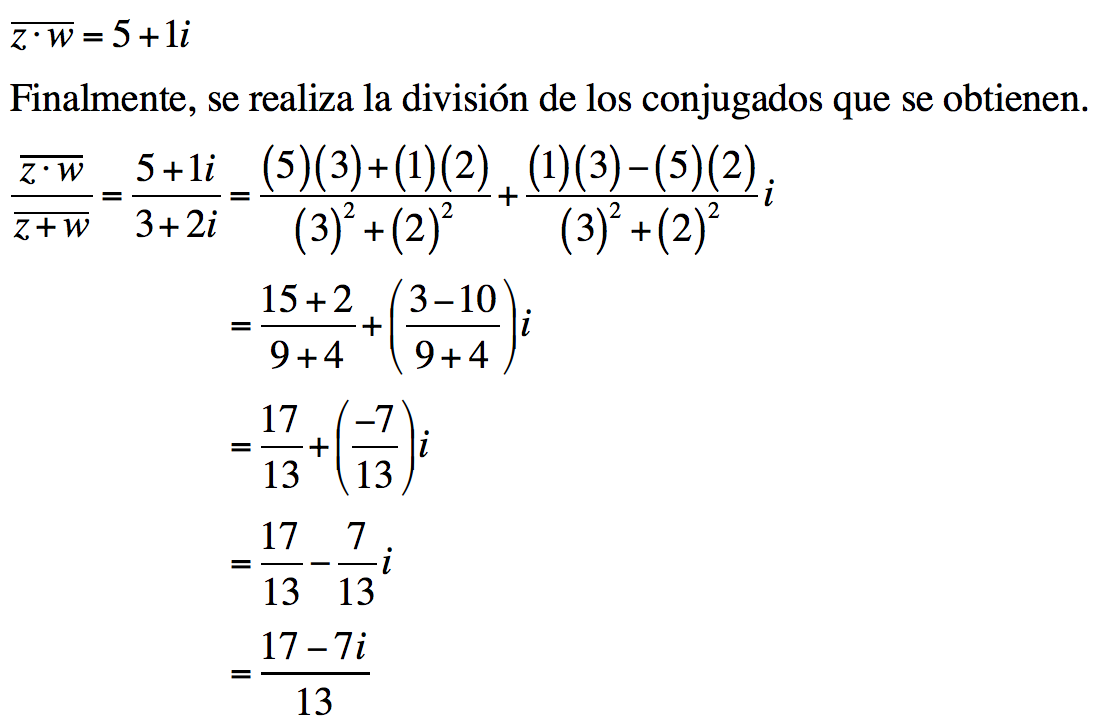 $\overline{z \cdot w} = 5 + 1i$
Finalmente, se realiza la división de los conjugados que se obtienen.
$\frac{\overline{z \cdot w}}{\overline{z + w}} = \frac{5 + 1i}{3 + 2i} = \frac{(5)(3) + (1)(2)}{(3)^2 + (2)^2} + \frac{(1)(3) - (5)(2)}{(3)^2 + (2)^2} i$
$= \frac{15 + 2}{9 + 4} + \left( \frac{3 - 10}{9 + 4} \right) i$
$= \frac{17}{13} + \left( \frac{-7}{13} \right) i$
$= \frac{17}{13} - \frac{7}{13} i$
$= \frac{17 - 7i}{13}$